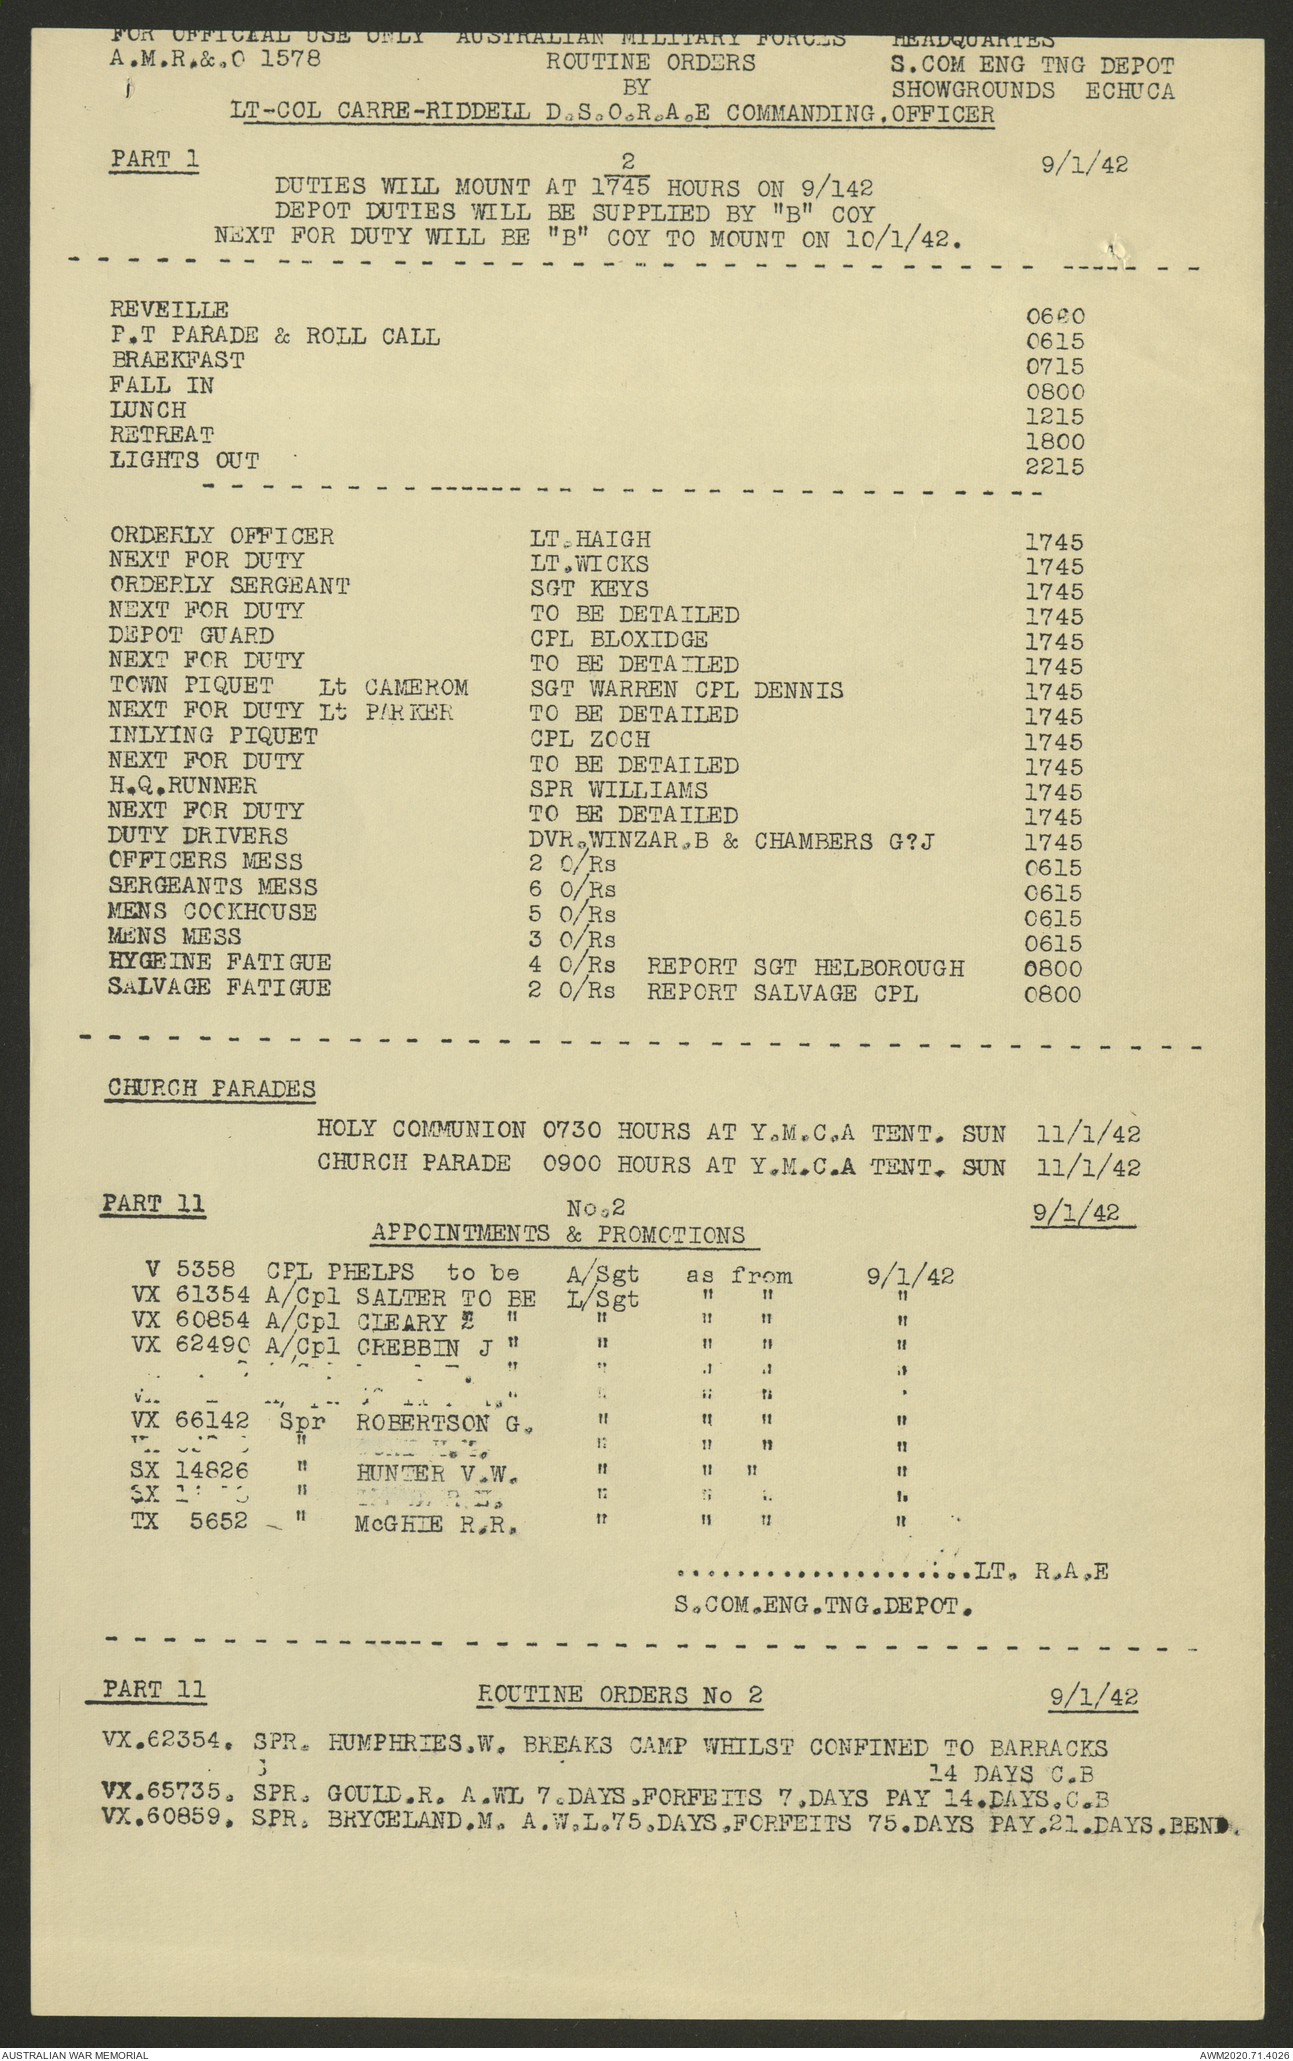 FOR OFFICIAL USE ONLY AUSTRALIAN MILITARY FORCES HEADQUARTES
A.M.R.&.O 1578 ROUTINE ORDERS S.COM ENG TNG DEPOT
BY SHOWGROUNDS ECHUCA
LT-COL CARRE-RIDDELL D.S.O.R.A.E COMMANDING.OFFICER
PART 1 2 9/1/42
DUTIES WILL MOUNT AT 1745 HOURS ON 9/142
DEPOT DUTIES WILL BE SUPPLIED BY "B" COY
NEXT FOR DUTY WILL BE "B" COY TO MOUNT ON 10/1/42.
REVEILLE 0600
P.T PARADE & ROLL CALL 0615
BRAEKFAST 0715
FALL IN 0800
LUNCH 1215
RETREAT 1800
LIGHTS OUT 2215
ORDERLY OFFICER LT.HAIGH 1745
NEXT FOR DUTY LT.WICKS 1745
ORDERLY SERGEANT SGT KEYS 1745
NEXT FOR DUTY TO BE DETAILED 1745
DEPOT GUARD CPL BLOXIDGE 1745
NEXT FOR DUTY TO BE DETAILED 1745
TOWN PIQUET Lt CAMEROM SGT WARREN CPL DENNIS 1745
NEXT FOR DUTY Lt PARKER TO BE DETAILED 1745
INLYING PIQUET CPL ZOCH 1745
NEXT FOR DUTY TO BE DETAILED 1745
H.Q.RUNNER SPR WILLIAMS 1745
NEXT FOR DUTY TO BE DETAILED 1745
DUTY DRIVERS DVR.WINZAR.B & CHAMBERS G?J 1745
OFFICERS MESS 2 O/Rs 0615
SERGEANTS MESS 6 O/Rs 0615
MENS COOKHOUSE 5 O/Rs 0615
MENS MESS 3 O/Rs 0615
HYGEINE FATIGUE 4 O/Rs REPORT SGT HELBOROUGH 0800
SALVAGE FATIGUE 2 O/Rs REPORT SALVAGE CPL 0800
CHURCH PARADES
HOLY COMMUNION 0730 HOURS AT Y.M.C.A TENT. SUN 11/1/42
CHURCH PARADE 0900 HOURS AT Y.M.C.A TENT. SUN 11/1/42
PART 11 No.2 9/1/42
APPOINTMENTS & PROMOTIONS
V 5358 CPL PHELPS to be A/Sgt as from 9/1/42
VX 61354 A/Cpl SALTER TO BE L/Sgt " " "
VX 60854 A/Cpl CLEARY E " " " " "
VX 62490 A/Cpl CREBBIN J " " " " "
" " " " "
" " " " "
VX 66142 Spr ROBERTSON G. " " " "
" " " " "
SX 14826 " HUNTER V.W. " " " "
SX " " " " "
TX 5652 " McGHIE R.R. " " " "
......................LT. R.A.E
S.COM.ENG.TNG.DEPOT.
PART 11 ROUTINE ORDERS No 2 9/1/42
VX.62354. SPR. HUMPHRIES.W. BREAKS CAMP WHILST CONFINED TO BARRACKS
14 DAYS C.B
VX.65735. SPR. GOULD.R. A.WL 7.DAYS.FORFEITS 7.DAYS PAY 14.DAYS.C.B
VX.60859. SPR. BRYCELAND.M. A.W.L.75.DAYS.FORFEITS 75.DAYS PAY.21.DAYS.BEND.
AUSTRALIAN WAR MEMORIAL AWM2020.71.4026